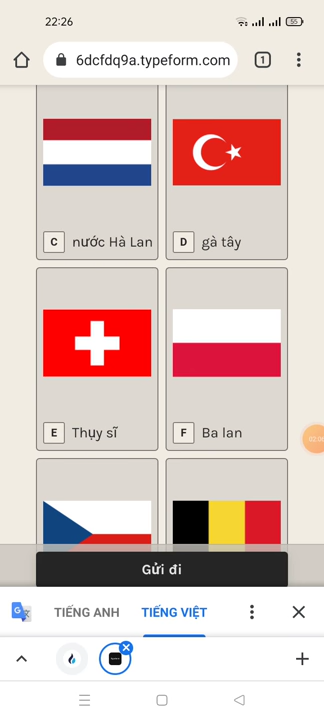 22:26
55
6dcfdq9a.typeform.com
1
C nước Hà Lan
D gà tây
E Thụy sĩ
F Ba lan
Gửi đi
TIẾNG ANH
TIẾNG VIỆT